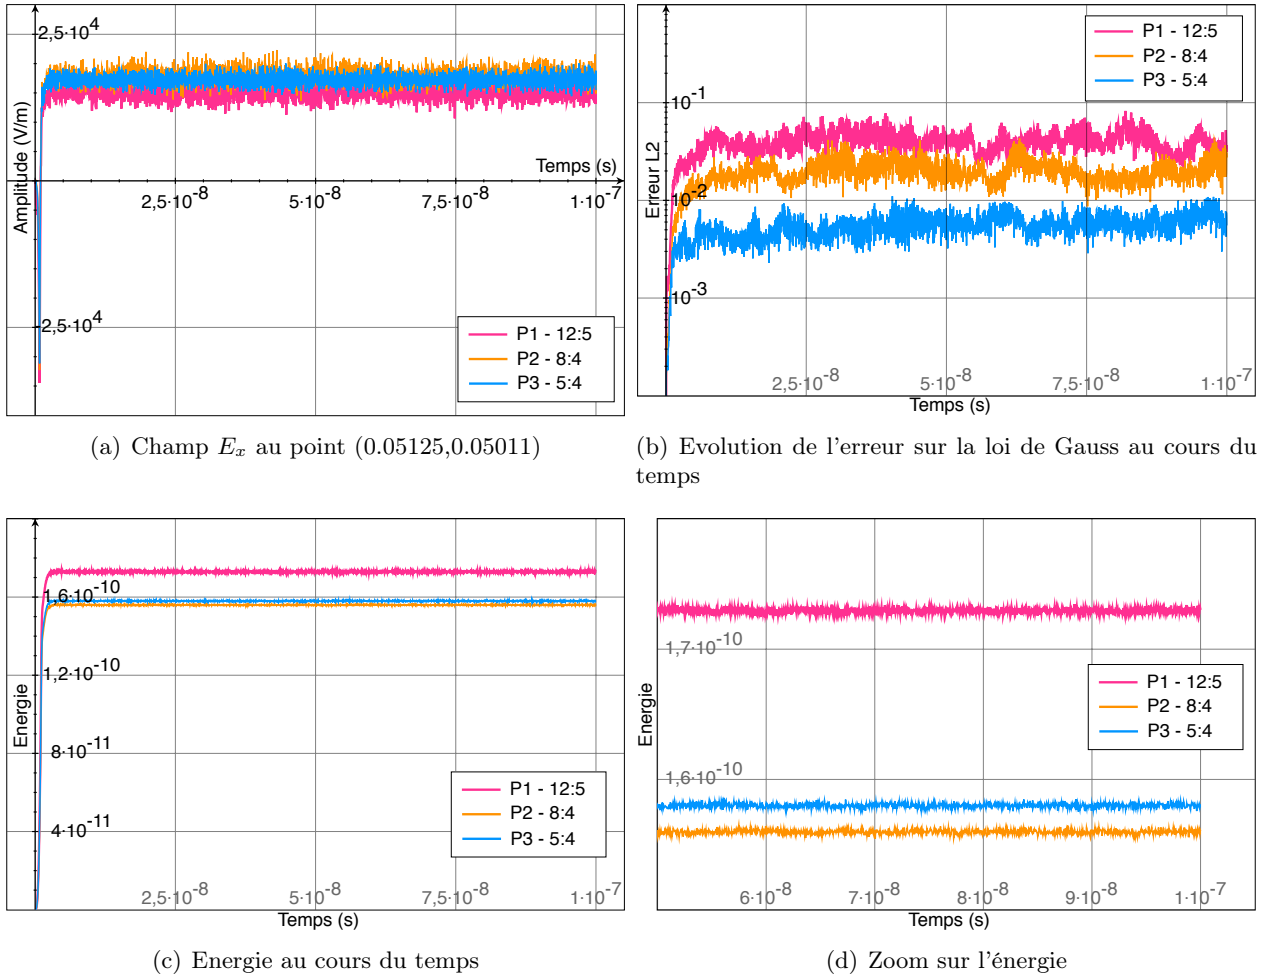 2,5·10⁴
Amplitude (V/m)
Temps (s)
2,5·10⁻⁸
5·10⁻⁸
7,5·10⁻⁸
1·10⁻⁷
-2,5·10⁴
P1 - 12:5
P2 - 8:4
P3 - 5:4
(a) Champ Eₓ au point (0.05125,0.05011)
P1 - 12:5
P2 - 8:4
P3 - 5:4
10⁻¹
Erreur L2
10⁻²
10⁻³
2,5·10⁻⁸
5·10⁻⁸
7,5·10⁻⁸
1·10⁻⁷
Temps (s)
(b) Evolution de l'erreur sur la loi de Gauss au cours du
temps
1,6·10⁻¹⁰
1,2·10⁻¹⁰
Energie
8·10⁻¹¹
4·10⁻¹¹
P1 - 12:5
P2 - 8:4
P3 - 5:4
2,5·10⁻⁸
5·10⁻⁸
7,5·10⁻⁸
1·10⁻⁷
Temps (s)
(c) Energie au cours du temps
1,7·10⁻¹⁰
Energie
P1 - 12:5
P2 - 8:4
P3 - 5:4
1,6·10⁻¹⁰
6·10⁻⁸
7·10⁻⁸
8·10⁻⁸
9·10⁻⁸
1·10⁻⁷
Temps (s)
(d) Zoom sur l'énergie